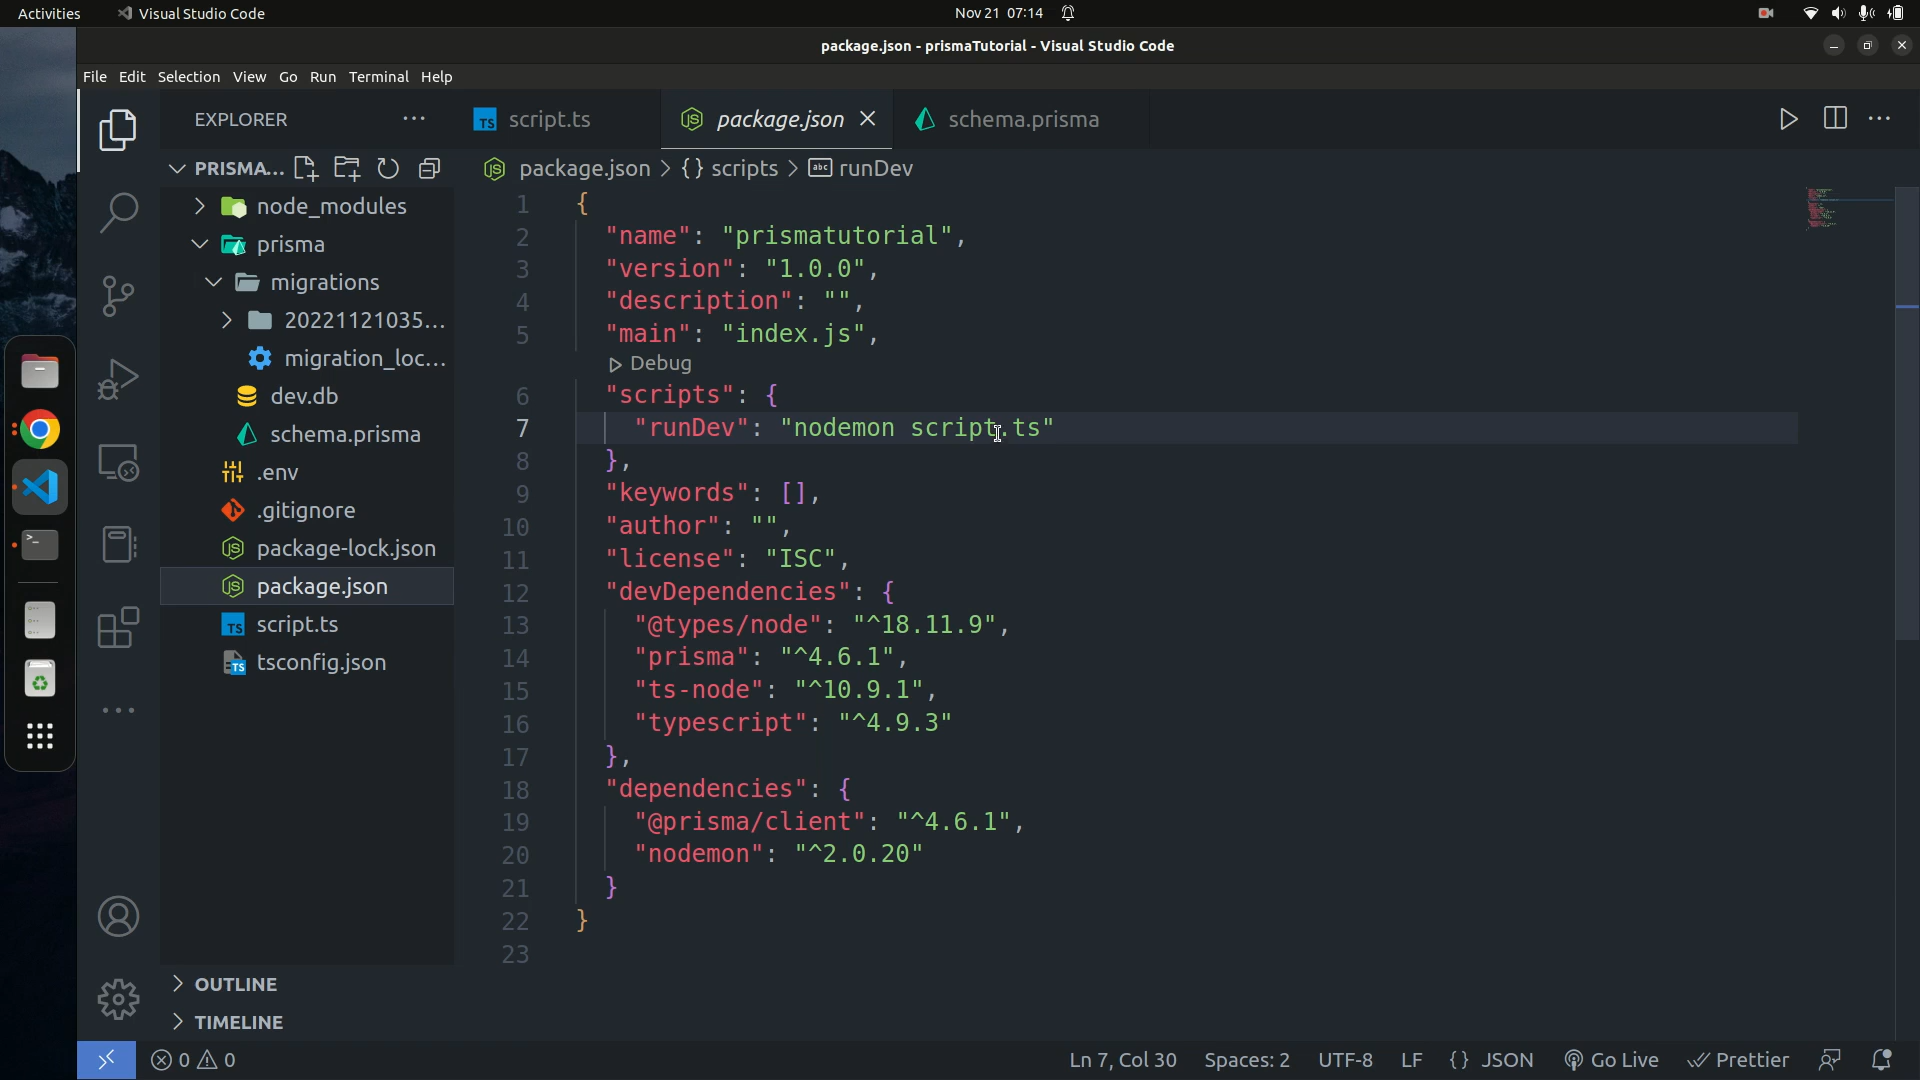 Activities
Visual Studio Code
Nov 21 07:14
package.json - prismaTutorial - Visual Studio Code
File Edit Selection View Go Run Terminal Help
EXPLORER
script.ts
package.json
schema.prisma
PRISMA...
package.json > {} scripts > abc runDev
node_modules
prisma
migrations
20221121035...
migration_loc...
dev.db
schema.prisma
.env
.gitignore
package-lock.json
package.json
script.ts
tsconfig.json
OUTLINE
TIMELINE
1 {
2 "name": "prismatutorial",
3 "version": "1.0.0",
4 "description": "",
5 "main": "index.js",
Debug
6 "scripts": {
7 "runDev": "nodemon script.ts"
8 },
9 "keywords": [],
10 "author": "",
11 "license": "ISC",
12 "devDependencies": {
13 "@types/node": "^18.11.9",
14 "prisma": "^4.6.1",
15 "ts-node": "^10.9.1",
16 "typescript": "^4.9.3"
17 },
18 "dependencies": {
19 "@prisma/client": "^4.6.1",
20 "nodemon": "^2.0.20"
21 }
22 }
23
0 0
Ln 7, Col 30 Spaces: 2 UTF-8 LF {} JSON Go Live Prettier